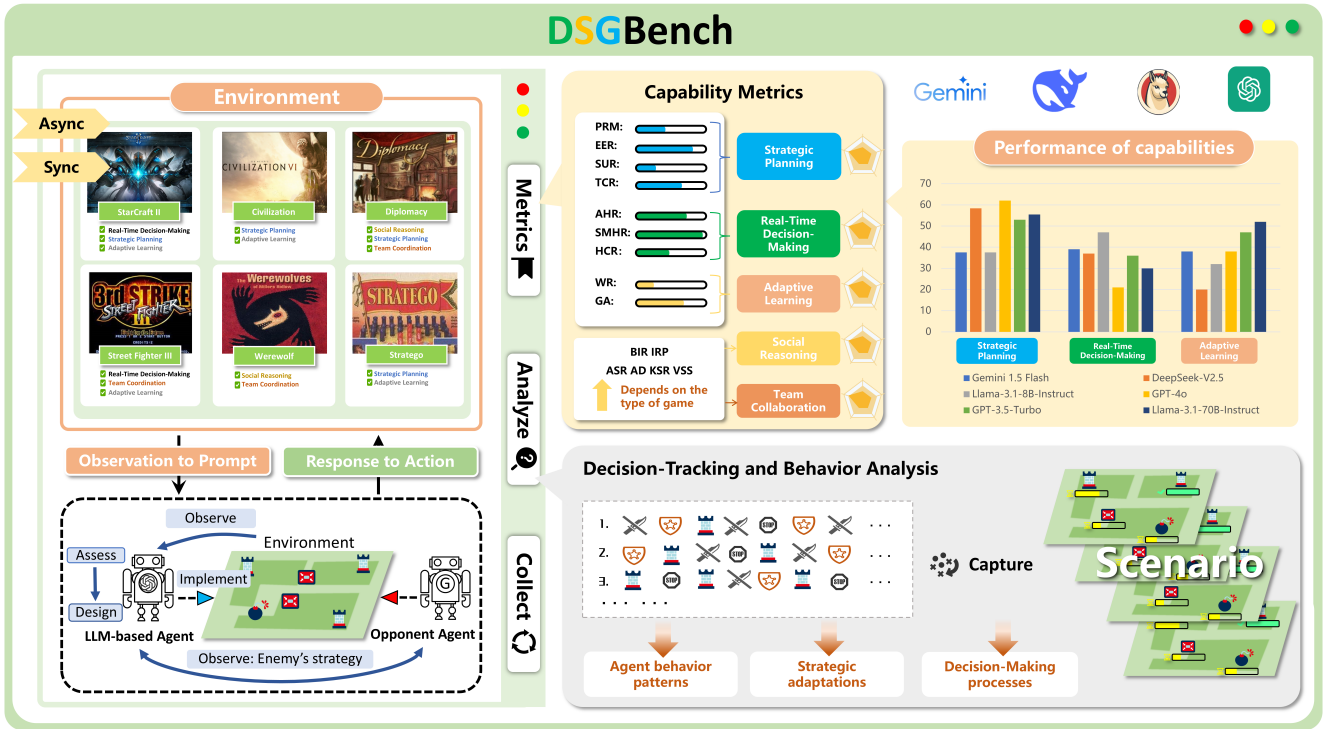 DSGBench
Environment
Async
Sync
CIVILIZATION VI
Diplomacy
StarCraft II
Civilization
Diplomacy
Real-Time Decision-Making
Strategic Planning
Adaptive Learning
Strategic Planning
Adaptive Learning
Social Reasoning
Strategic Planning
Team Coordination
3rd STRIKE
STREET FIGHTER
III
The Werewolves
of Millers Hollow
STRATEGO
Street Fighter III
Werewolf
Stratego
Real-Time Decision-Making
Team Coordination
Adaptive Learning
Social Reasoning
Team Coordination
Strategic Planning
Adaptive Learning
Observation to Prompt
Response to Action
Observe
Environment
Assess
Implement
Design
G
LLM-based Agent
Opponent Agent
Observe: Enemy's strategy
Metrics
Analyze
?
Collect
Capability Metrics
PRM:
EER:
SUR:
TCR:
Strategic
Planning
AHR:
SMHR:
HCR:
Real-Time
Decision-
Making
WR:
GA:
Adaptive
Learning
BIR IRP
ASR AD KSR VSS
Depends on the
type of game
Social
Reasoning
Team
Collaboration
Gemini
Performance of capabilities
70
60
50
40
30
20
10
0
Strategic
Planning
Real-Time
Decision-Making
Adaptive
Learning
Gemini 1.5 Flash
DeepSeek-V2.5
Llama-3.1-8B-Instruct
GPT-4o
GPT-3.5-Turbo
Llama-3.1-70B-Instruct
Decision-Tracking and Behavior Analysis
1. STOP . . .
2. STOP . . .
3. STOP STOP . . .
. . . . . .
Capture
Scenario
Agent behavior
patterns
Strategic
adaptations
Decision-Making
processes